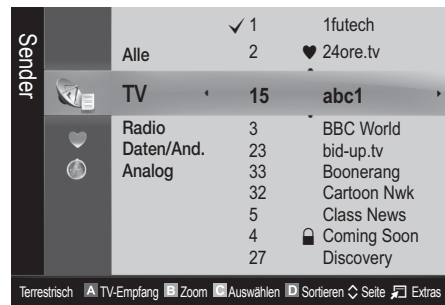 Sender
✓ 1 1futech
Alle 2 ♥ 24ore.tv
TV 15 abc1
Radio 3 BBC World
Daten/And. 23 bid-up.tv
Analog 33 Boonerang
32 Cartoon Nwk
5 Class News
4 Coming Soon
27 Discovery
Terrestrisch A TV-Empfang B Zoom C Auswählen D Sortieren Seite Extras